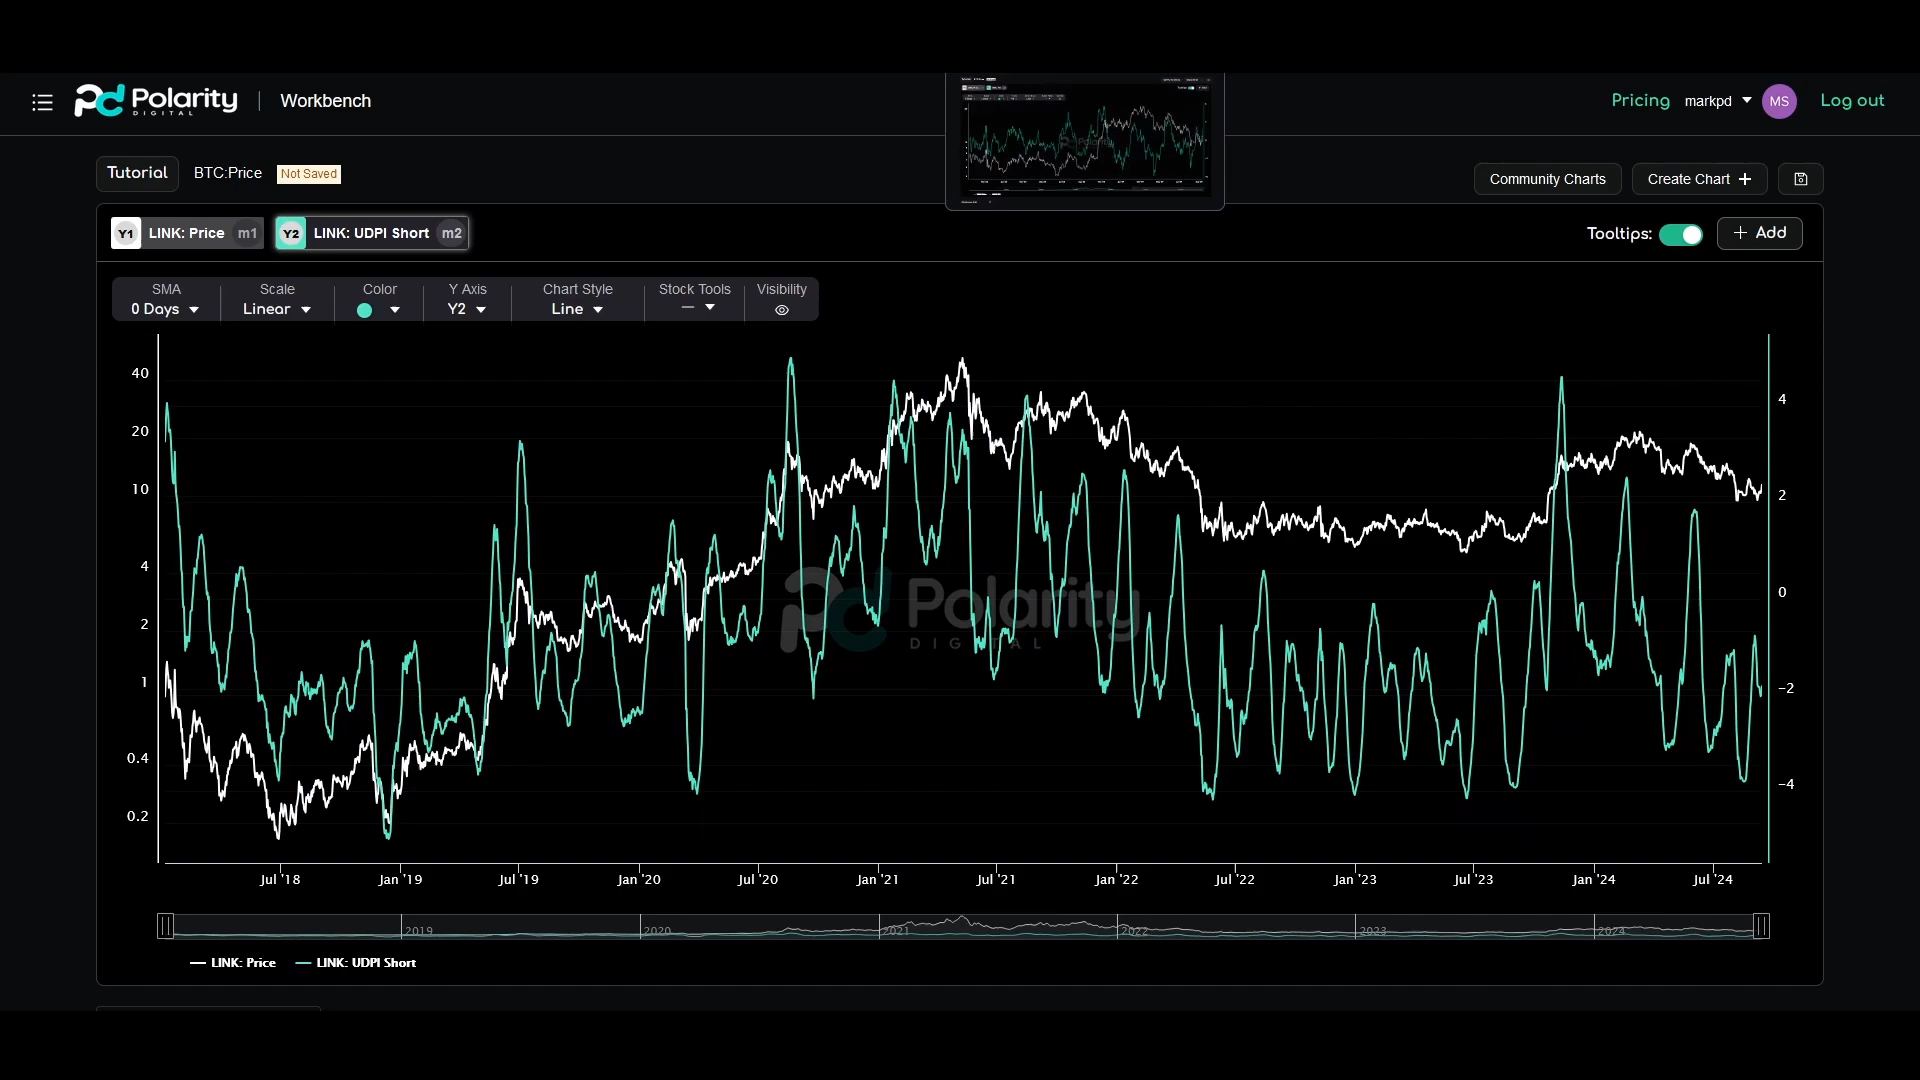 Polarity
DIGITAL
Workbench
Pricing
markpd
MS
Log out
Tutorial
BTC:Price
Not Saved
Community Charts
Create Chart +
Y1 LINK: Price m1
Y2 LINK: UDPI Short m2
Tooltips:
+ Add
SMA Scale Color Y Axis Chart Style Stock Tools Visibility
0 Days Linear Y2 Line —
40
20
10
4
2
1
0.4
0.2
4
2
0
-2
-4
Polarity
DIGITAL
Jul '18 Jan '19 Jul '19 Jan '20 Jul '20 Jan '21 Jul '21 Jan '22 Jul '22 Jan '23 Jul '23 Jan '24 Jul '24
2019 2020 2021 2022 2023 2024
LINK: Price LINK: UDPI Short